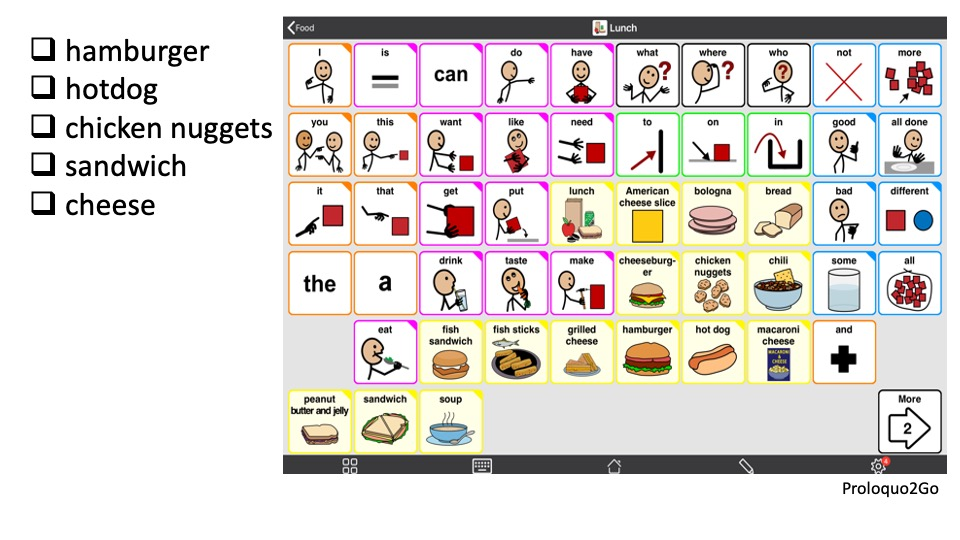 hamburger
hotdog
chicken nuggets
sandwich
cheese
Food
Lunch
I
is
can
do
have
what
where
who
not
more
you
this
want
like
need
to
on
in
good
all done
it
that
get
put
lunch
American
cheese slice
bologna
bread
bad
different
the
a
drink
taste
make
cheeseburg-
er
chicken
nuggets
chili
some
all
eat
fish
sandwich
fish sticks
grilled
cheese
hamburger
hot dog
macaroni
cheese
MACARONI
& CHEESE
and
peanut
butter and jelly
sandwich
soup
More
2
4
Proloquo2Go